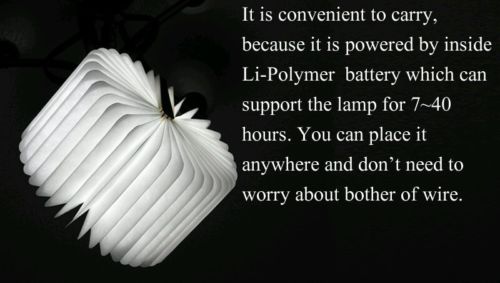 It is convenient to carry,
because it is powered by inside
Li-Polymer battery which can
support the lamp for 7~40
hours. You can place it
anywhere and don't need to
worry about bother of wire.